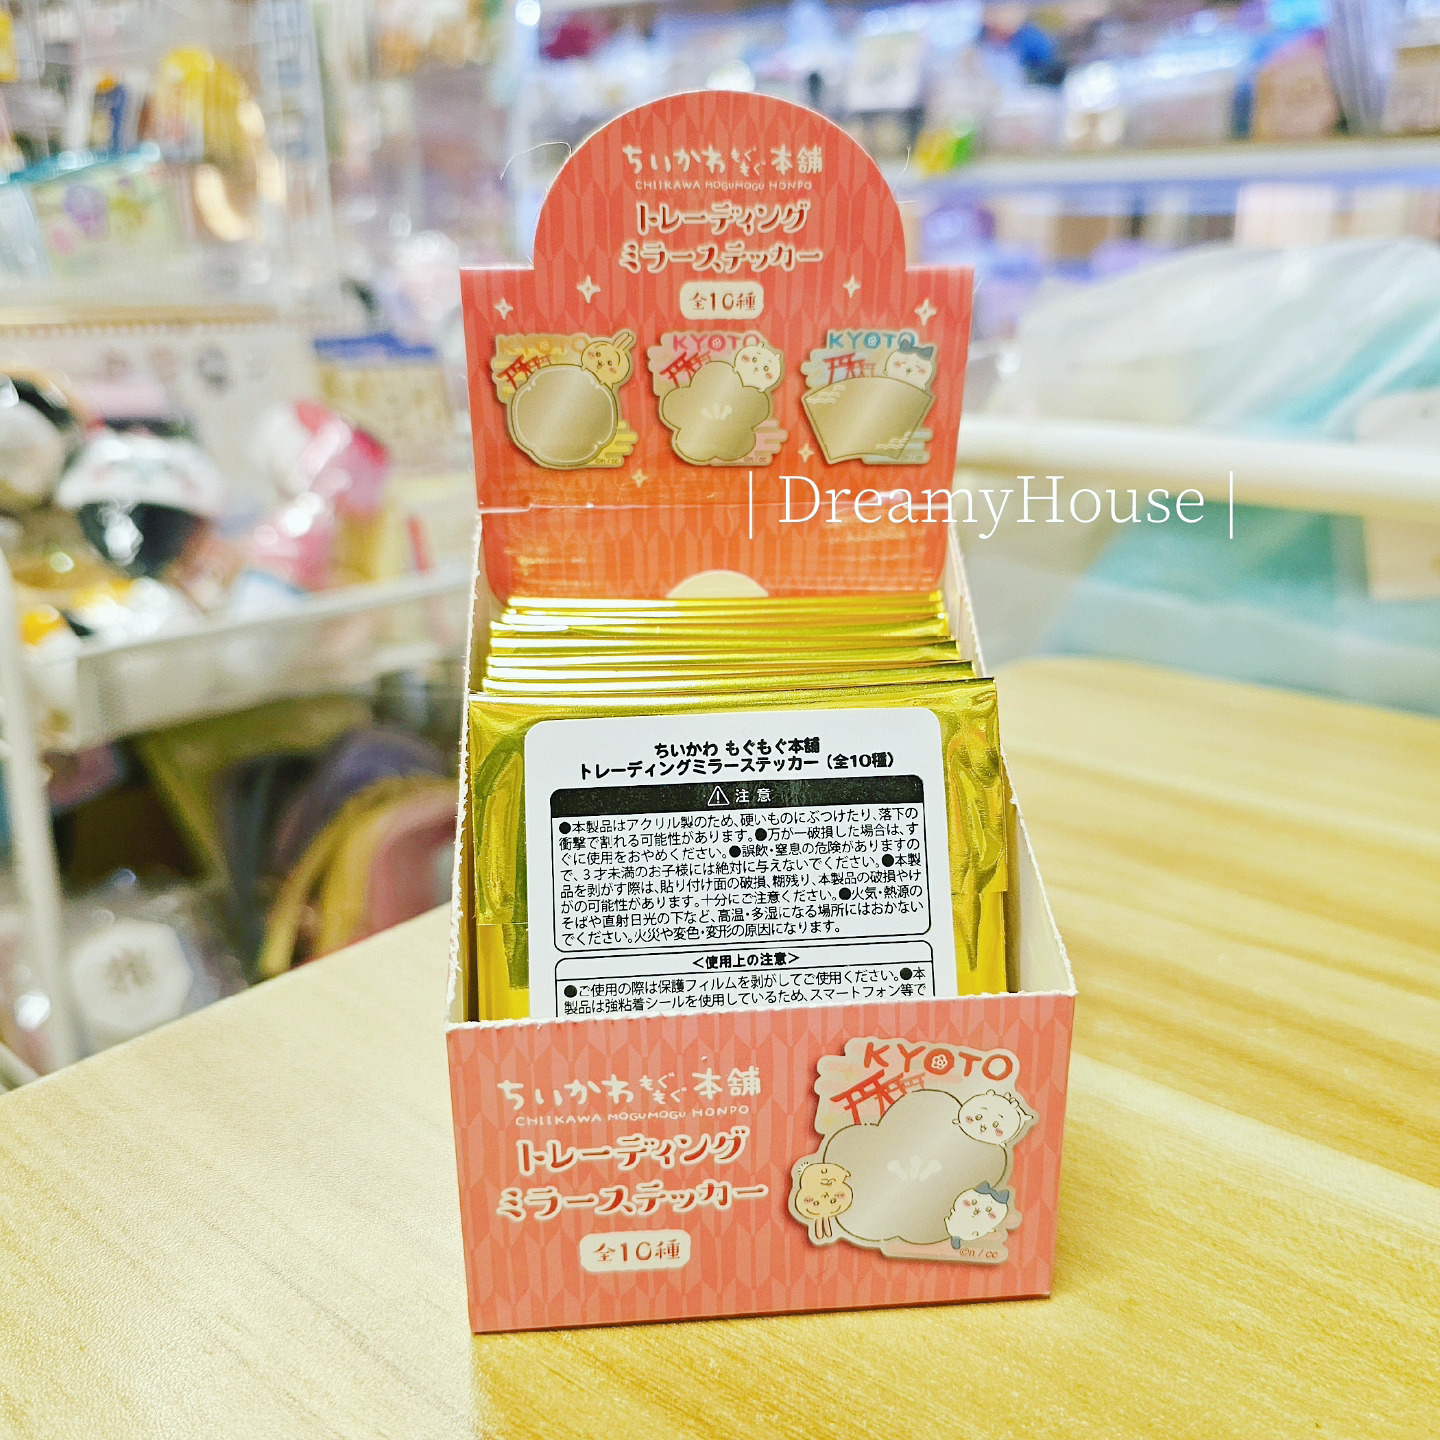 ちいかわもぐもぐ本舗
CHIIKAWA MOGUMOGU HONPO
トレーディング
ミラーステッカー
全10種
KYOTO
KYOTO
KYOTO
©n / cc
©n / cc
©n / cc
| DreamyHouse |
ちいかわ もぐもぐ本舗
トレーディングミラーステッカー (全10種)
注意
●本製品はアクリル製のため、硬いものにぶつけたり、落下の
衝撃で割れる可能性があります。●万が一破損した場合は、す
ぐに使用をおやめください。●誤飲・窒息の危険がありますの
で、3才未満のお子様には絶対に与えないでください。●本製
品を剥がす際は、貼り付け面の破損、糊残り、本製品の破損やけ
がの可能性があります。十分にご注意ください。●火気・熱源の
そばや直射日光の下など、高温・多湿になる場所にはおかない
でください。火災や変色・変形の原因になります。
<使用上の注意>
●ご使用の際は保護フィルムを剥がしてご使用ください。●本
製品は強粘着シールを使用しているため、スマートフォン等で
ちいかわもぐもぐ本舗
CHIIKAWA MOGUMOGU HONPO
トレーディング
ミラーステッカー
全10種
KYOTO
©n / cc